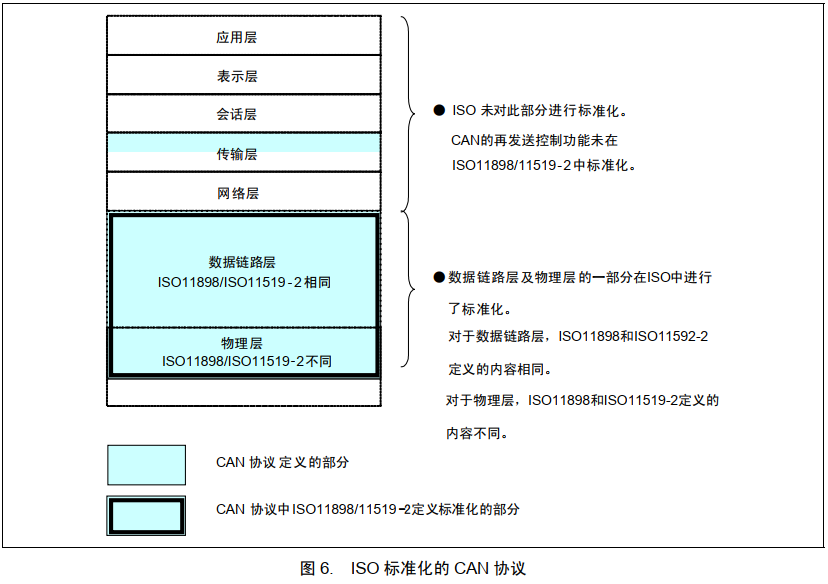 应用层
表示层
会话层
传输层
网络层
数据链路层
ISO11898/ISO11519-2相同
物理层
ISO11898/ISO11519-2不同
● ISO 未对此部分进行标准化。
CAN的再发送控制功能未在
ISO11898/11519-2中标准化。
● 数据链路层及物理层的一部分在ISO中进行
了标准化。
对于数据链路层，ISO11898和ISO11592-2
定义的内容相同。
对于物理层，ISO11898和ISO11519-2定义的
内容不同。
CAN 协议定义的部分
CAN 协议中ISO11898/11519-2定义标准化的部分
图 6. ISO 标准化的 CAN 协议